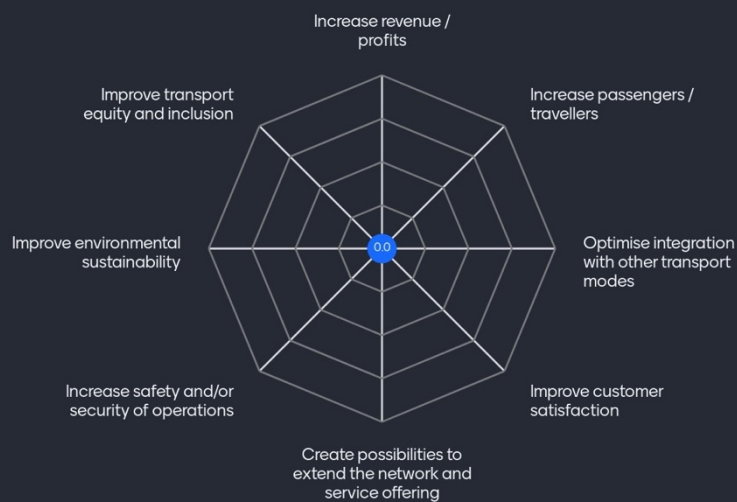 Increase revenue /
profits
Increase passengers /
travellers
Optimise integration
with other transport
modes
Improve customer
satisfaction
Create possibilities to
extend the network and
service offering
Increase safety and/or
security of operations
Improve environmental
sustainability
Improve transport
equity and inclusion
0.0